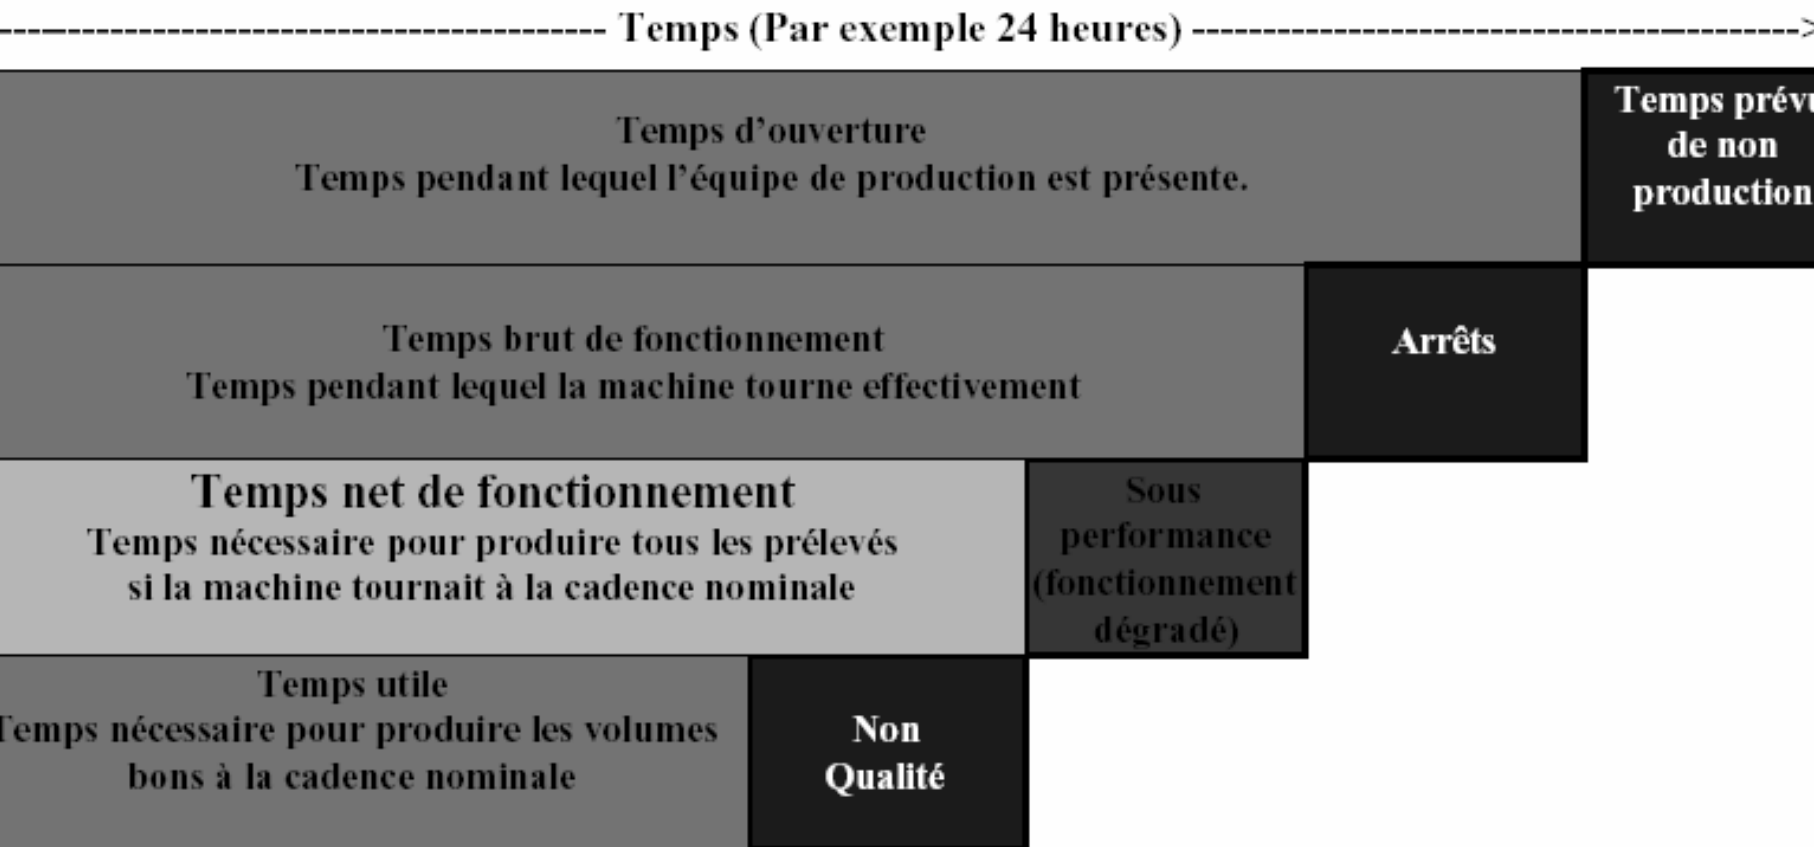 Temps (Par exemple 24 heures)
Temps d’ouverture
Temps pendant lequel l’équipe de production est présente.
Temps prévu
de non
production
Temps brut de fonctionnement
Temps pendant lequel la machine tourne effectivement
Arrêts
Temps net de fonctionnement
Temps nécessaire pour produire tous les prélevés
si la machine tournait à la cadence nominale
Sous
performance
(fonctionnement
dégradé)
Temps utile
Temps nécessaire pour produire les volumes
bons à la cadence nominale
Non
Qualité